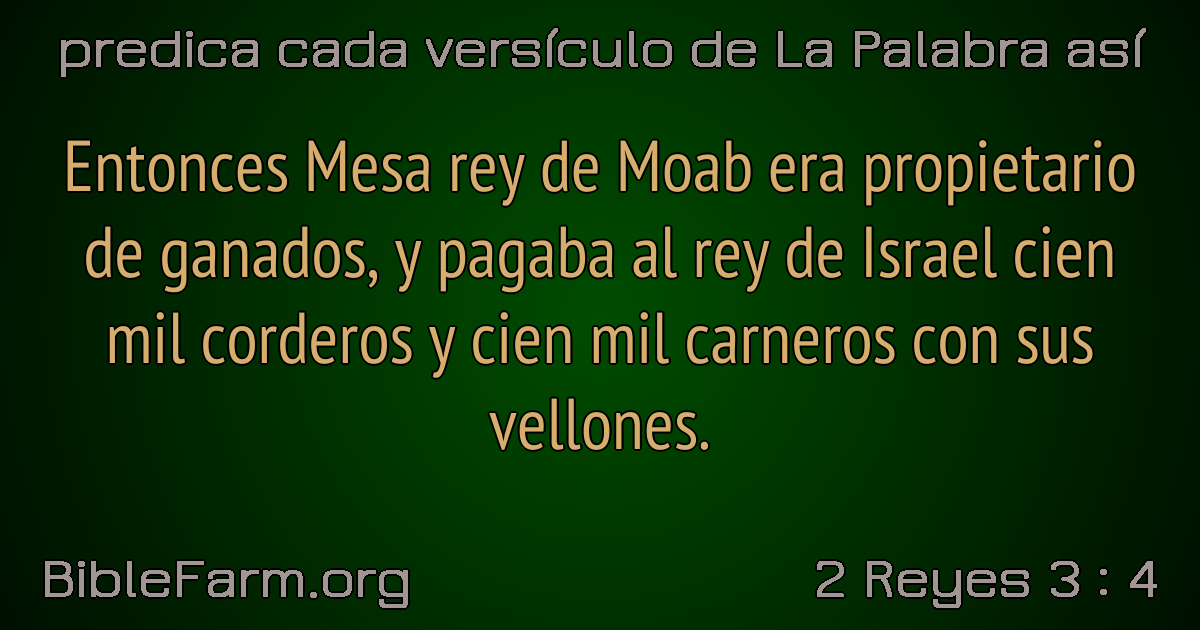 predica cada versículo de La Palabra así
Entonces Mesa rey de Moab era propietario
de ganados, y pagaba al rey de Israel cien
mil corderos y cien mil carneros con sus
vellones.
BibleFarm.org
2 Reyes 3 : 4